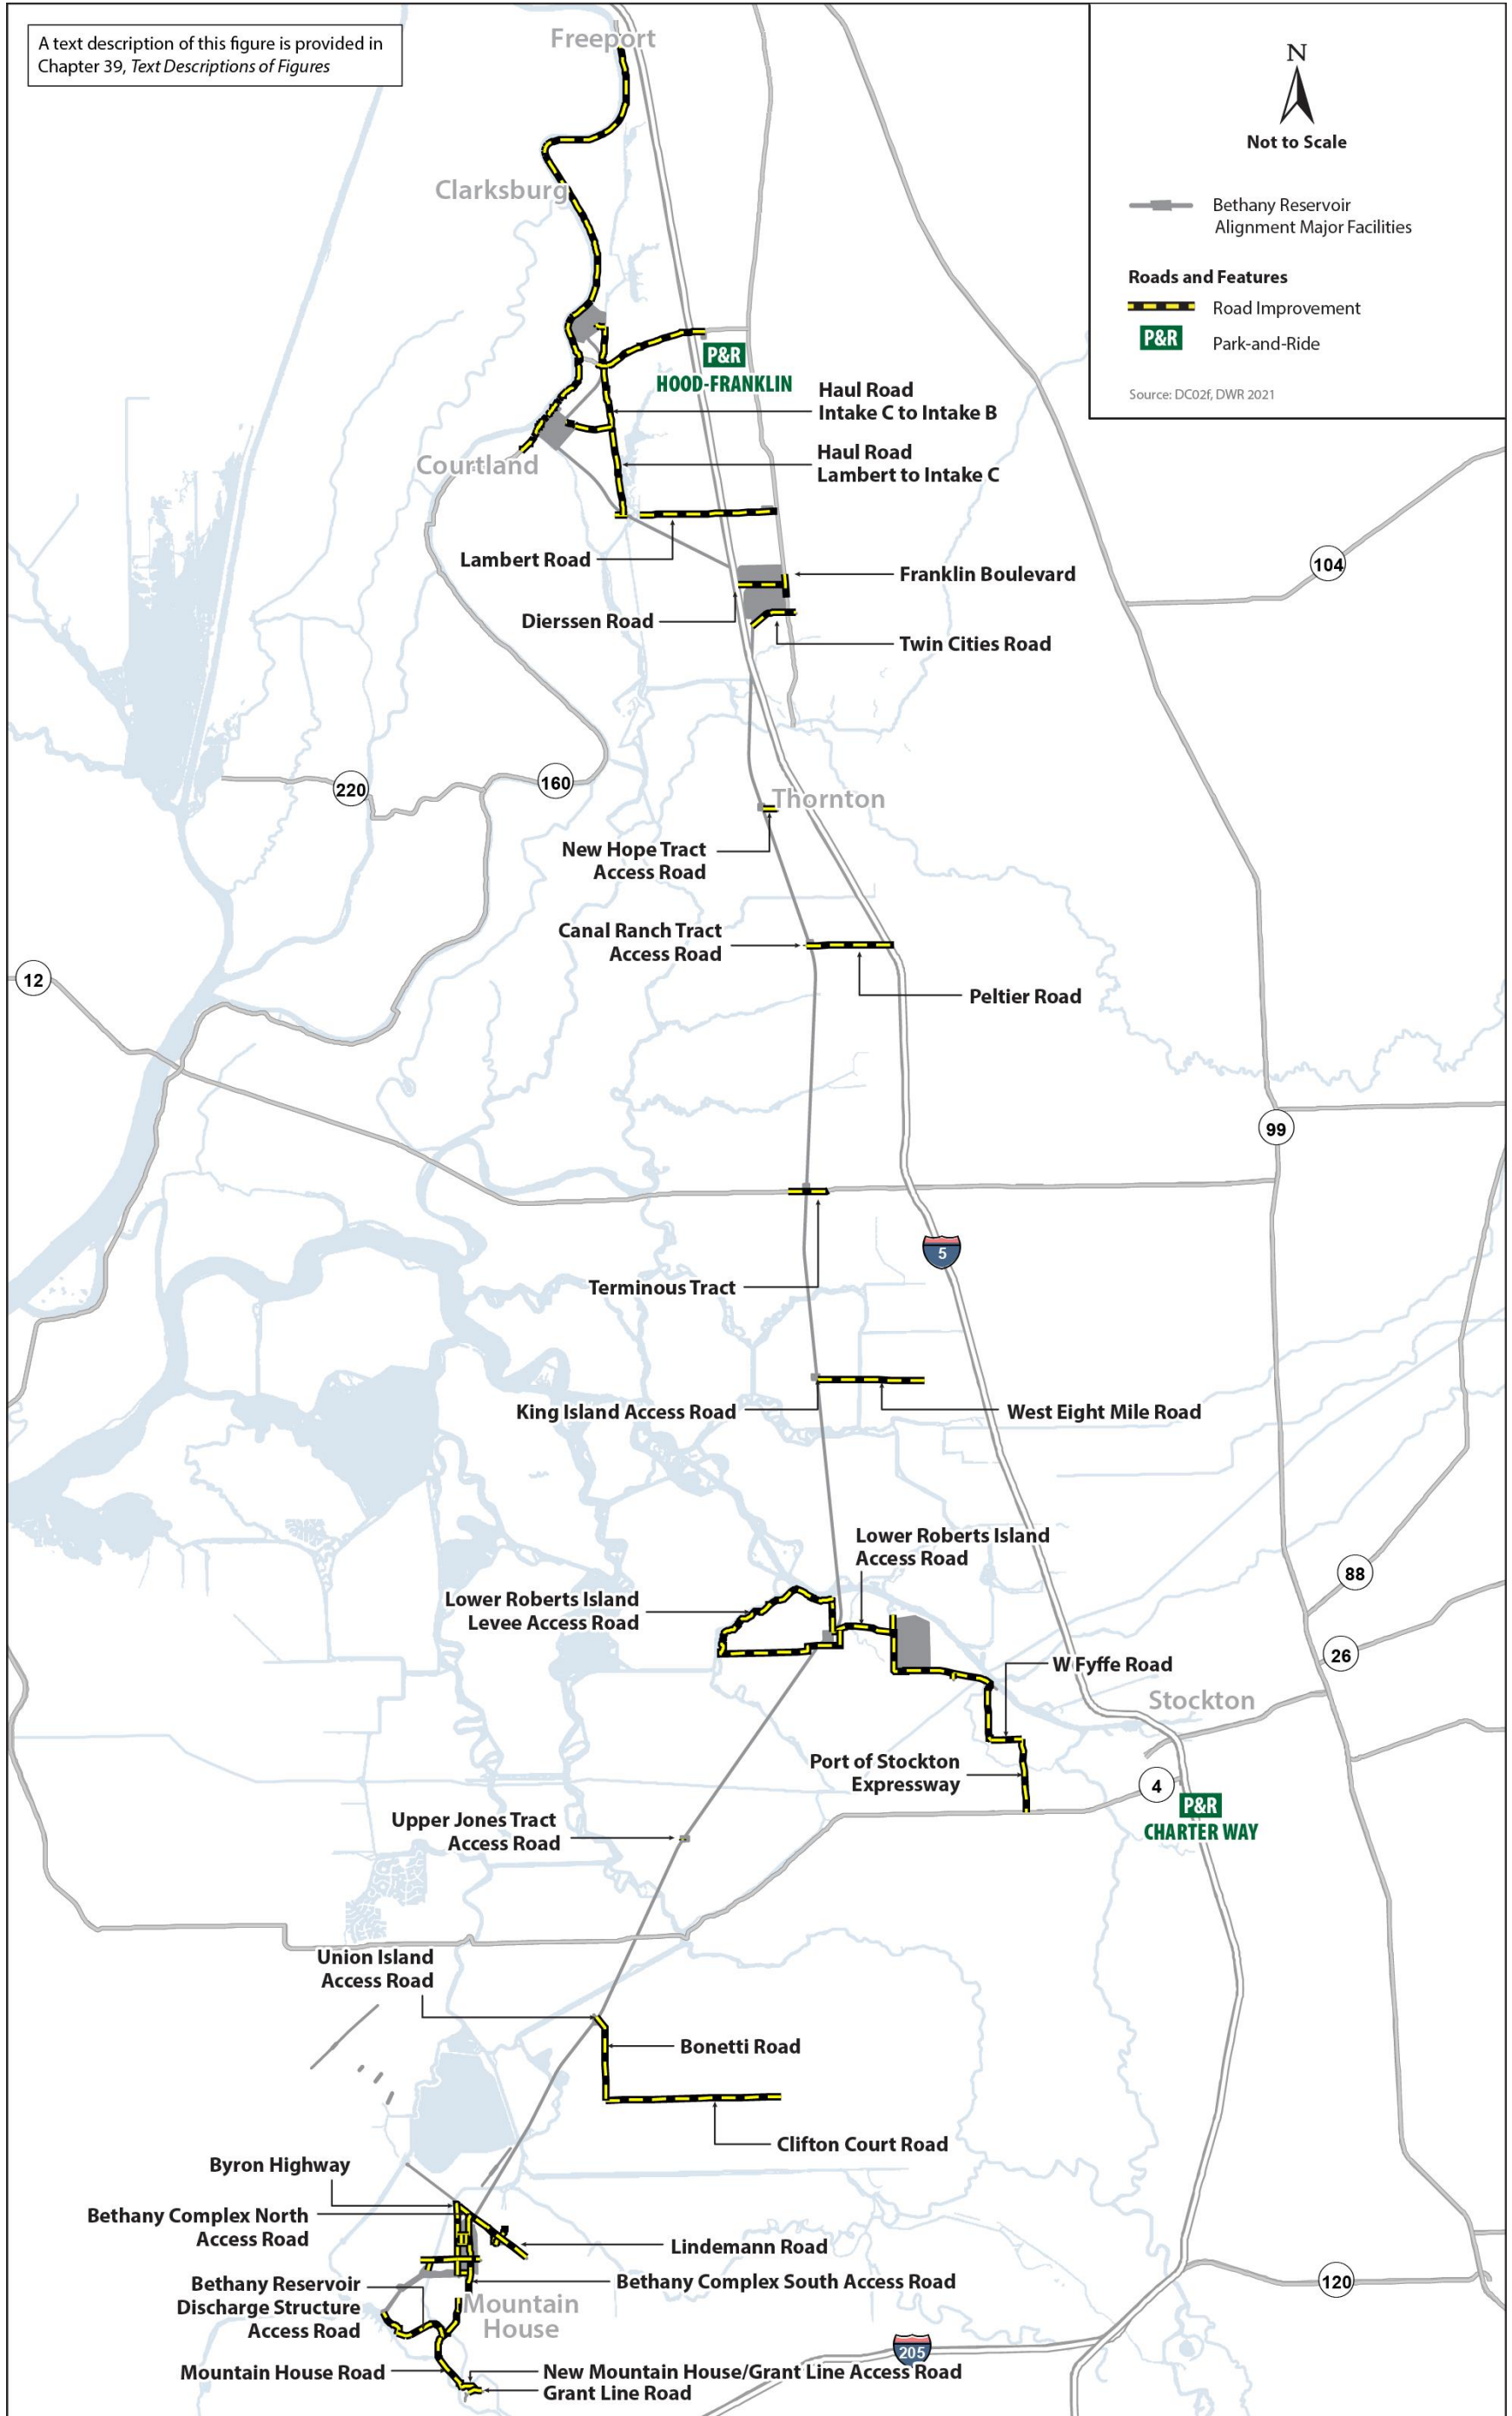 A text description of this figure is provided in
Chapter 39, Text Descriptions of Figures
Freeport
N
Not to Scale
Bethany Reservoir
Alignment Major Facilities
Roads and Features
Road Improvement
P&R
Park-and-Ride
Source: DC02f, DWR 2021
Clarksburg
P&R
HOOD-FRANKLIN
Haul Road
Intake C to Intake B
Haul Road
Lambert to Intake C
Courtland
Lambert Road
104
Franklin Boulevard
Dierssen Road
Twin Cities Road
220
160
Thornton
New Hope Tract
Access Road
Canal Ranch Tract
Access Road
12
Peltier Road
99
5
Terminous Tract
King Island Access Road
West Eight Mile Road
Lower Roberts Island
Access Road
88
Lower Roberts Island
Levee Access Road
26
W Fyffe Road
Stockton
Port of Stockton
Expressway
4
P&R
CHARTER WAY
Upper Jones Tract
Access Road
Union Island
Access Road
Bonetti Road
Clifton Court Road
Byron Highway
Bethany Complex North
Access Road
Lindemann Road
Bethany Complex South Access Road
120
Bethany Reservoir
Discharge Structure
Access Road
Mountain
House
205
Mountain House Road
New Mountain House/Grant Line Access Road
Grant Line Road